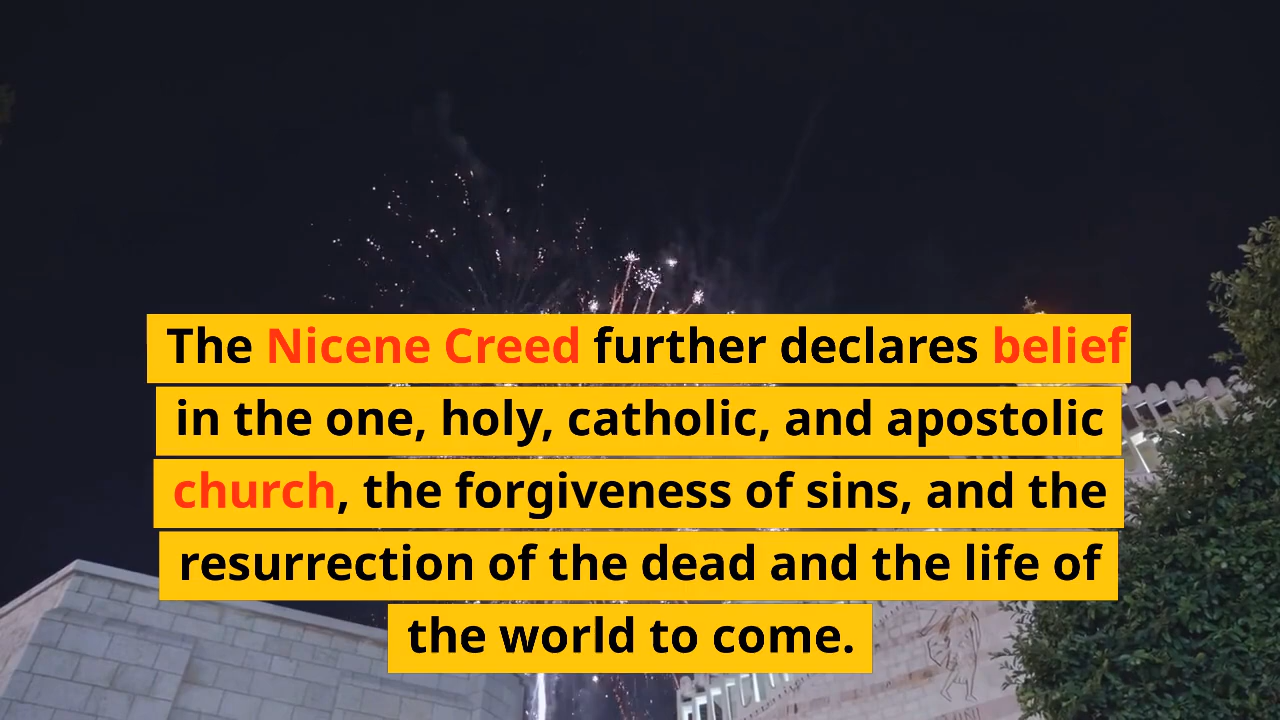 The Nicene Creed further declares belief
in the one, holy, catholic, and apostolic
church, the forgiveness of sins, and the
resurrection of the dead and the life of
the world to come.